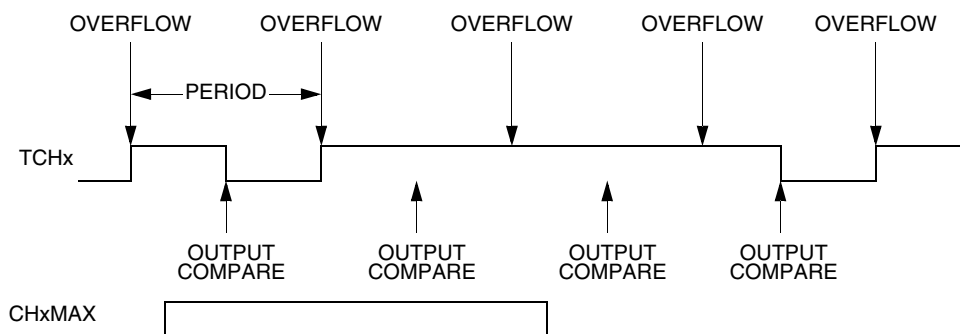 OVERFLOW OVERFLOW OVERFLOW OVERFLOW OVERFLOW
PERIOD
TCHx
OUTPUT OUTPUT OUTPUT OUTPUT
COMPARE COMPARE COMPARE COMPARE
CHxMAX